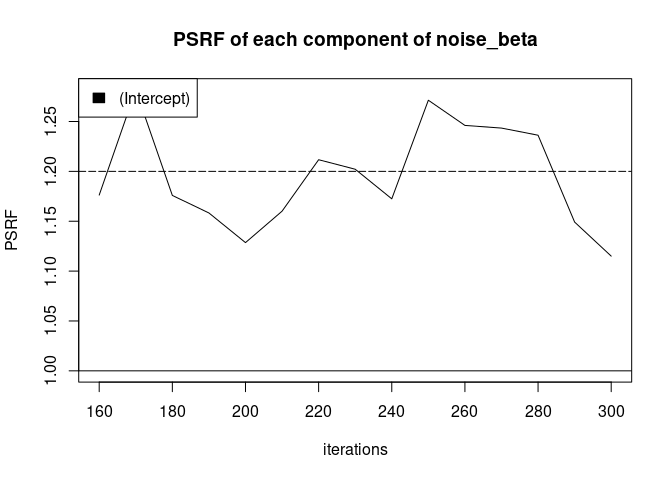 PSRF of each component of noise_beta
(Intercept)
PSRF
1.25
1.20
1.15
1.10
1.05
1.00
160 180 200 220 240 260 280 300
iterations